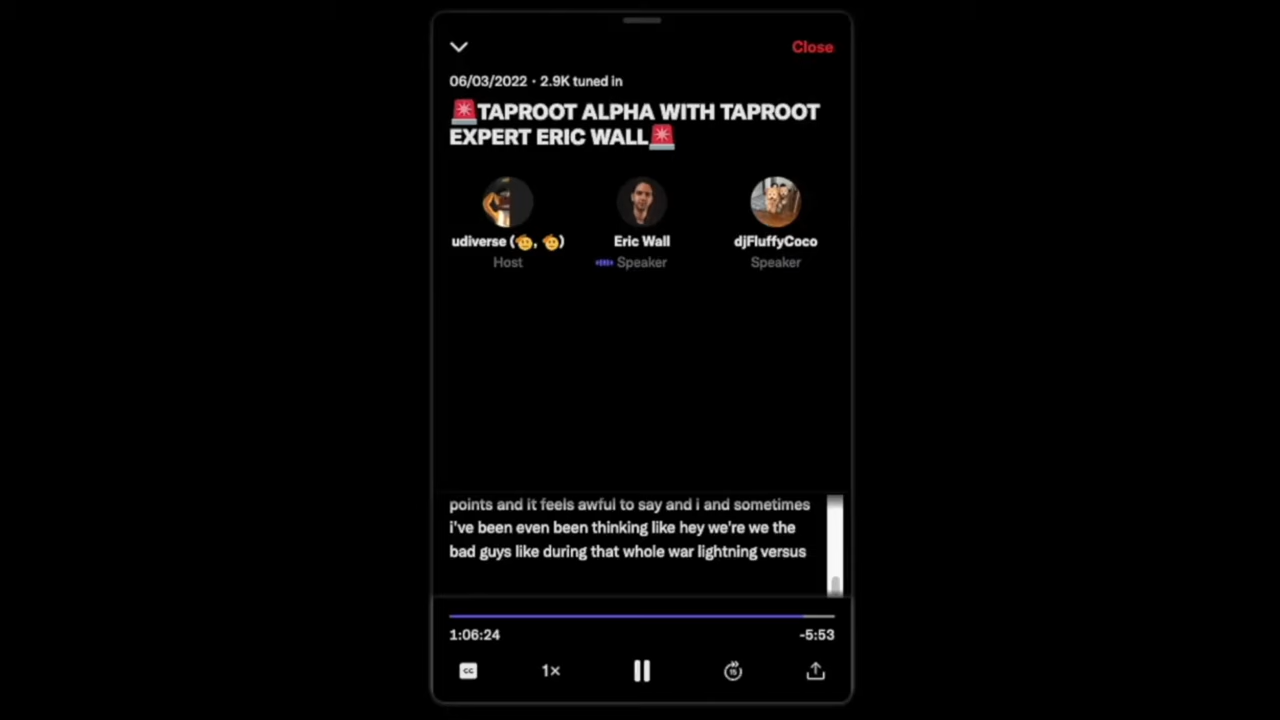 Close
06/03/2022 · 2.9K tuned in
🚨TAPROOT ALPHA WITH TAPROOT
EXPERT ERIC WALL🚨
udiverse (🤕, 🤕)
Eric Wall
djFluffyCoco
Host
Speaker
Speaker
points and it feels awful to say and i and sometimes
i've been even been thinking like hey we're we the
bad guys like during that whole war lightning versus
1:06:24
-5:53
CC
1×
15